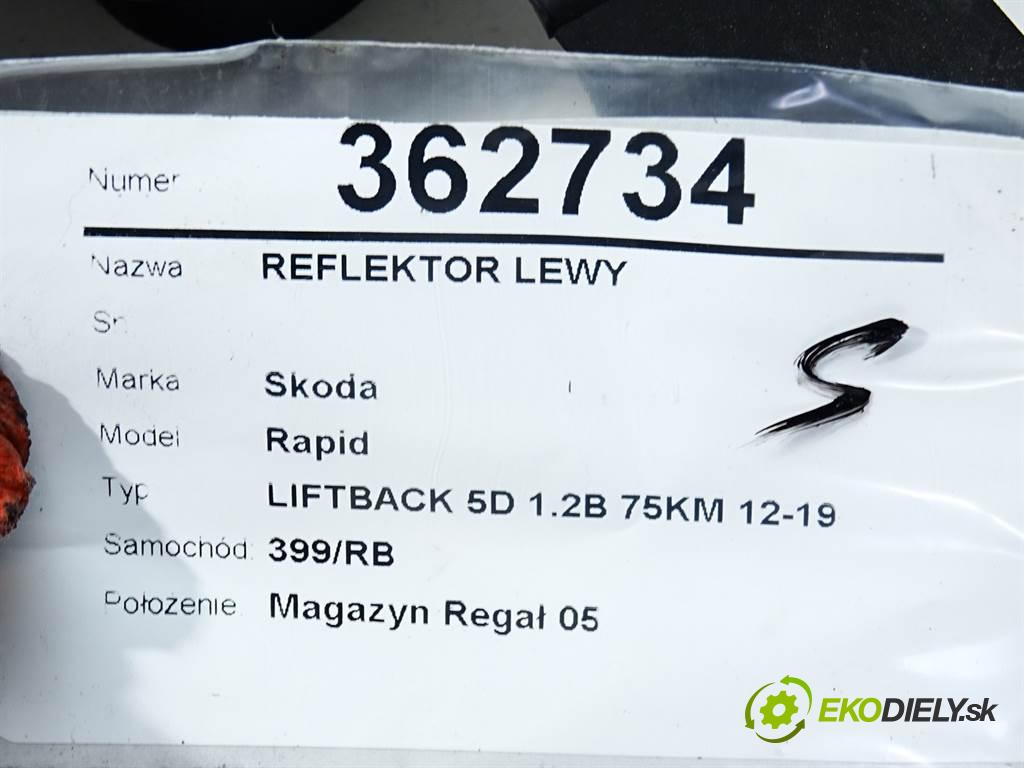 Numer 362734
Nazwa REFLEKTOR LEWY
Sn
Marka Skoda
Model Rapid
Typ LIFTBACK 5D 1.2B 75KM 12-19
Samochód: 399/RB
Położenie Magazyn Regał 05
S
EKODIELY.sk